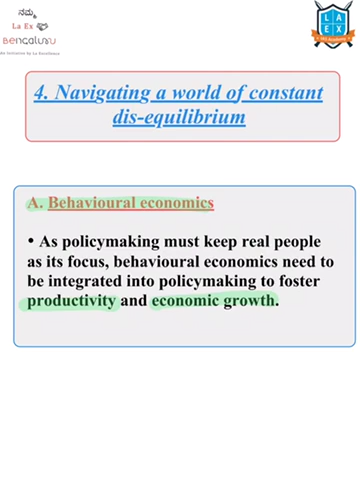 ನಮ್ಮ
La Ex
Bengaluru
An Initiative by La Excellence
LA
EX
IAS Academy
4. Navigating a world of constant
dis-equilibrium
A. Behavioural economics
• As policymaking must keep real people
as its focus, behavioural economics need to
be integrated into policymaking to foster
productivity and economic growth.